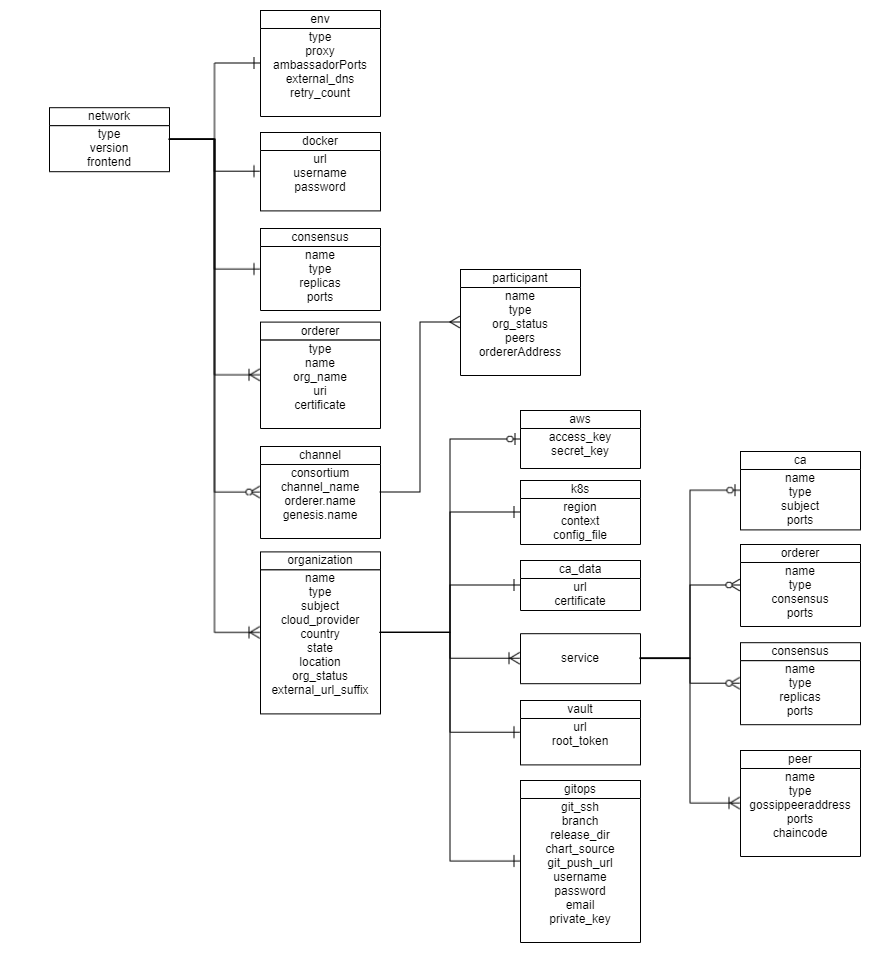 env
type
proxy
ambassadorPorts
external_dns
retry_count
network
type
version
frontend
docker
url
username
password
consensus
name
type
replicas
ports
orderer
type
name
org_name
uri
certificate
channel
consortium
channel_name
orderer.name
genesis.name
organization
name
type
subject
cloud_provider
country
state
location
org_status
external_url_suffix
participant
name
type
org_status
peers
ordererAddress
aws
access_key
secret_key
k8s
region
context
config_file
ca_data
url
certificate
service
vault
url
root_token
gitops
git_ssh
branch
release_dir
chart_source
git_push_url
username
password
email
private_key
ca
name
type
subject
ports
orderer
name
type
consensus
ports
consensus
name
type
replicas
ports
peer
name
type
gossippeeraddress
ports
chaincode